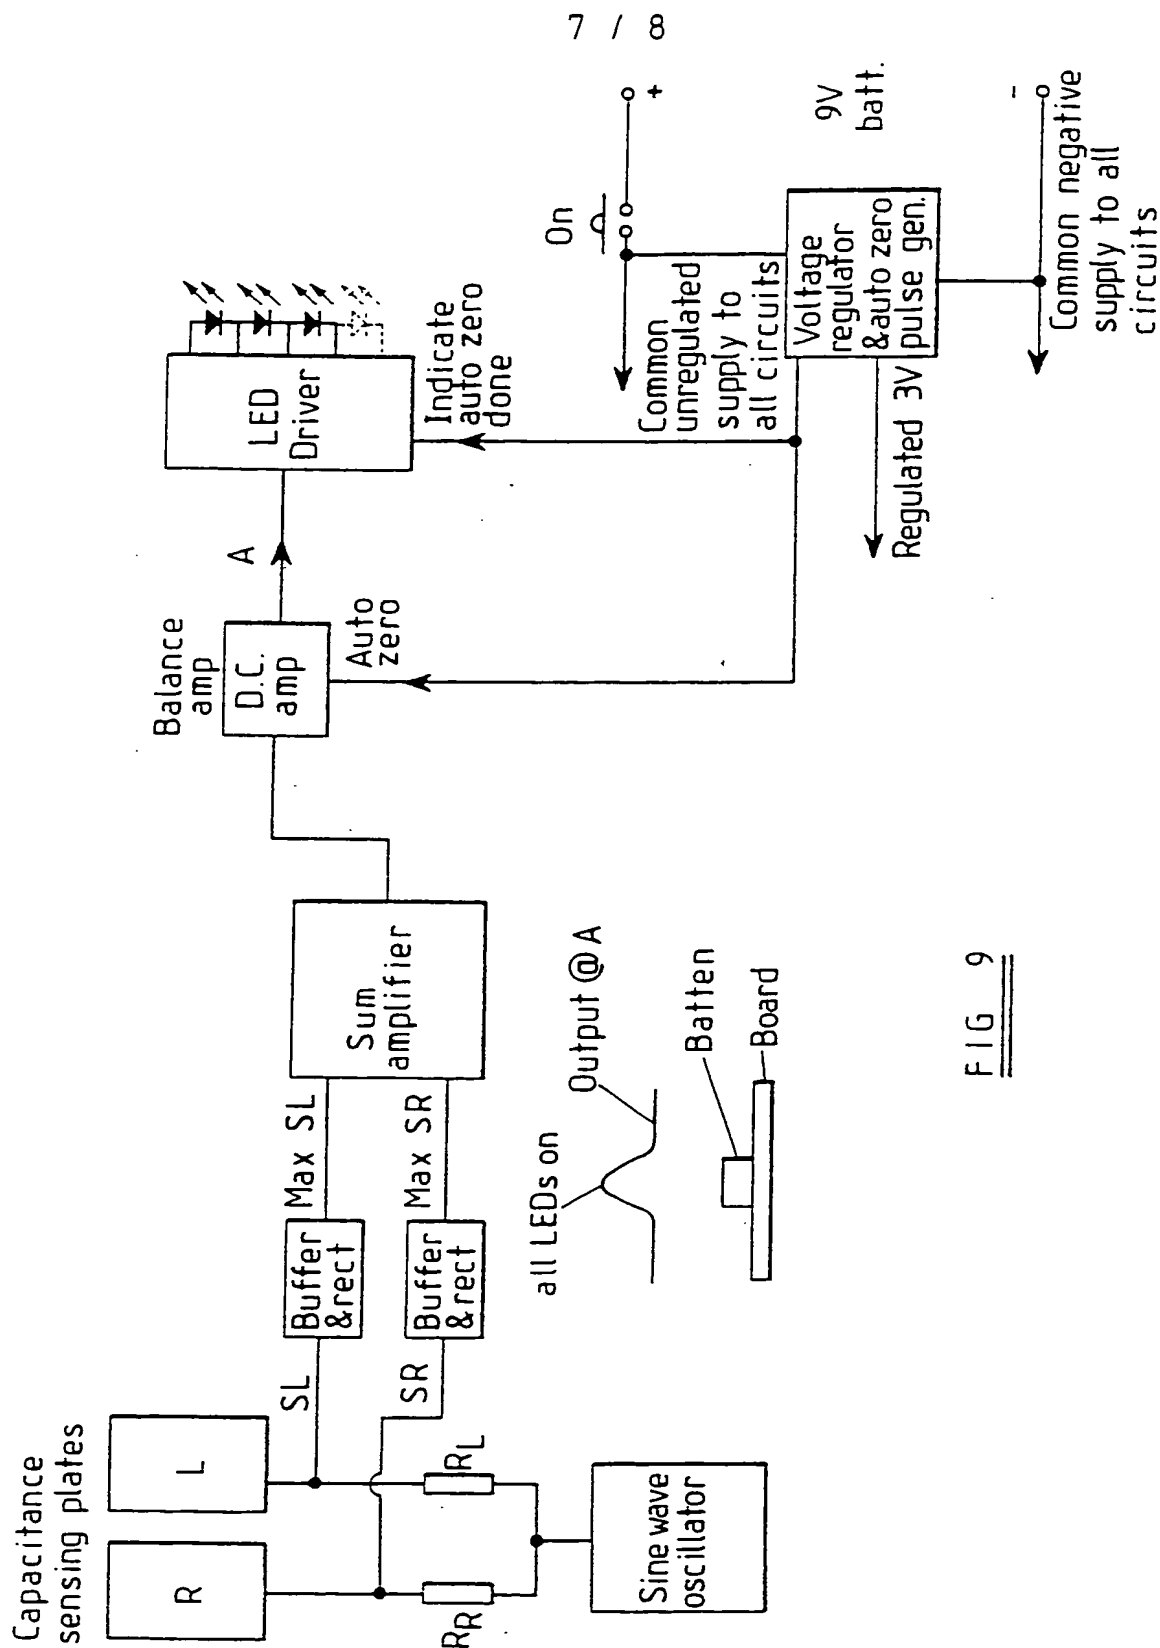 7 / 8
Capacitance
sensing plates
L
R
SL
SR
R_L
R_R
Sine wave
oscillator
Buffer
&rect
Buffer
&rect
Max SL
Max SR
Sum
amplifier
Balance
amp
D.C.
amp
Auto
zero
A
LED
Driver
Indicate
auto zero
done
On
+
9V
batt.
-
Common
unregulated
supply to
all circuits
Voltage
regulator
&auto zero
pulse gen.
Regulated 3V
Common negative
supply to all
circuits
all LEDs on
Output @ A
Batten
Board
FIG 9